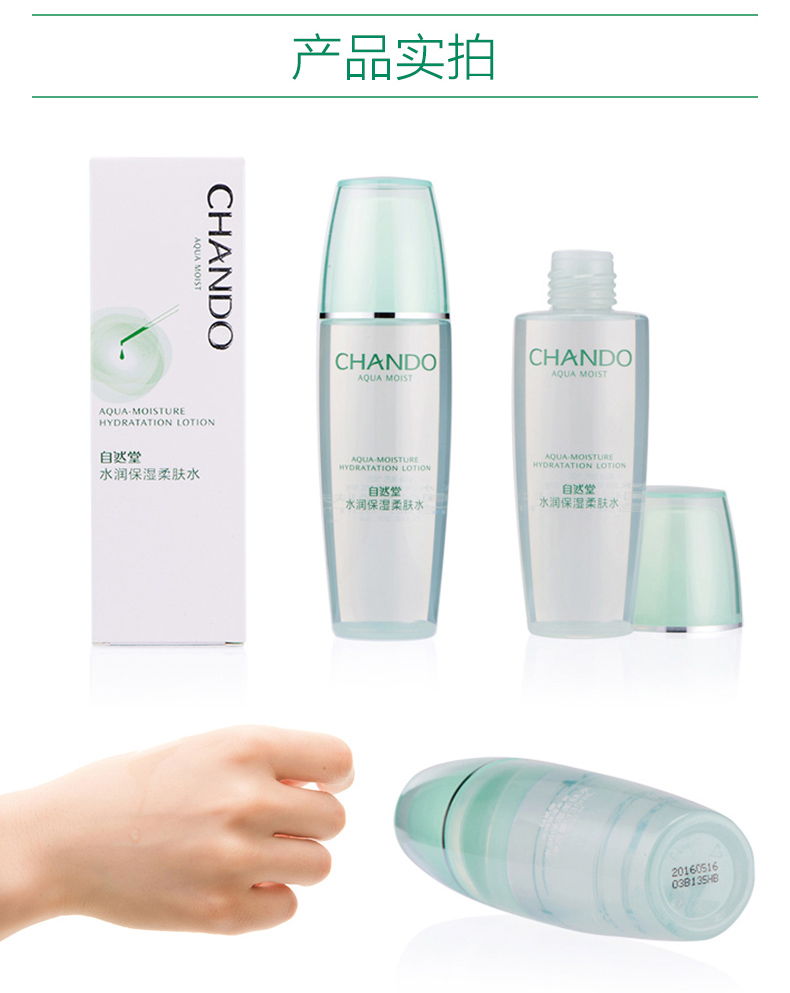 产品实拍
CHANDO
AQUA MOIST
AQUA-MOISTURE
HYDRATATION LOTION
自然堂
水润保湿柔肤水
CHANDO
AQUA MOIST
AQUA-MOISTURE
HYDRATATION LOTION
自然堂
水润保湿柔肤水
CHANDO
AQUA MOIST
AQUA-MOISTURE
HYDRATATION LOTION
自然堂
水润保湿柔肤水
20160516
03B135HB